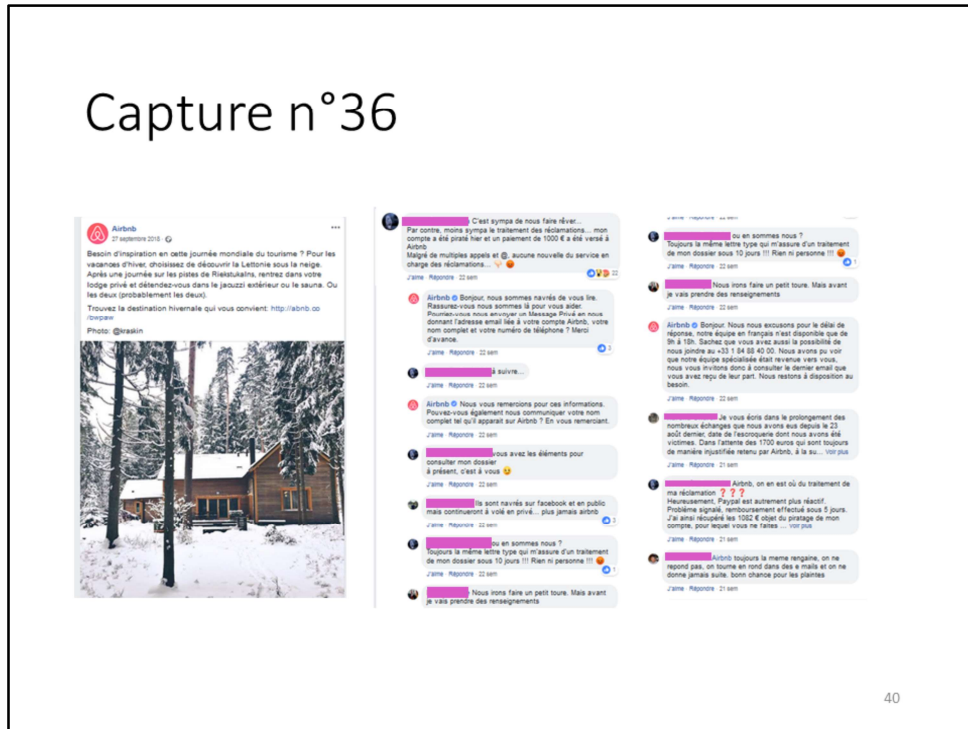 Capture n°36
Airbnb
27 septembre 2018
Besoin d'inspiration en cette journée mondiale du tourisme ? Pour les
vacances d'hiver, choisissez de découvrir la Lettonie sous la neige.
Après une journée sur les pistes de Riekstukalns, rentrez dans votre
lodge privé et détendez-vous dans le jacuzzi extérieur ou le sauna. Ou
les deux (probablement les deux).
Trouvez la destination hivernale qui vous convient: http://abnb.co
Photo: @kraskin
C'est sympa de nous faire rêver...
Par contre, moins sympa le traitement des réclamations... mon
compte a été piraté hier et un paiement de 1000 € a été versé à
Airbnb
Malgré de multiples appels et @, aucune nouvelle du service en
charge des réclamations...
22
J'aime · Répondre · 22 sem
Airbnb Bonjour, nous sommes navrés de vous lire.
Rassurez-vous nous sommes là pour vous aider.
Pourriez-vous nous envoyer un Message Privé en nous
donnant l'adresse email liée à votre compte Airbnb, votre
nom complet et votre numéro de téléphone ? Merci
d'avance.
3
J'aime · Répondre · 22 sem
à suivre...
J'aime · Répondre · 22 sem
Airbnb Nous vous remercions pour ces informations.
Pouvez-vous également nous communiquer votre nom
complet tel qu'il apparait sur Airbnb ? En vous remerciant.
J'aime · Répondre · 22 sem
vous avez les éléments pour
consulter mon dossier
à présent, c'est à vous
J'aime · Répondre · 22 sem
Ils sont navrés sur facebook et en public
mais continueront à volé en privé... plus jamais airbnb
3
J'aime · Répondre · 22 sem
ou en sommes nous ?
Toujours la même lettre type qui m'assure d'un traitement
de mon dossier sous 10 jours !!! Rien ni personne !!!
1
J'aime · Répondre · 22 sem
Nous irons faire un petit toure. Mais avant
je vais prendre des renseignements
J'aime · Répondre · 22 sem
ou en sommes nous ?
Toujours la même lettre type qui m'assure d'un traitement
de mon dossier sous 10 jours !!! Rien ni personne !!!
1
J'aime · Répondre · 22 sem
Nous irons faire un petit toure. Mais avant
je vais prendre des renseignements
J'aime · Répondre · 22 sem
Airbnb Bonjour. Nous nous excusons pour le délai de
réponse, notre équipe en français n'est disponible que de
9h à 18h. Sachez que vous avez aussi la possibilité de
nous joindre au +33 1 84 88 40 00. Nous avons pu voir
que notre équipe spécialisée était revenue vers vous,
nous vous invitons donc à consulter le dernier email que
vous avez reçu de leur part. Nous restons à disposition au
besoin.
J'aime · Répondre · 22 sem
Je vous écris dans le prolongement des
nombreux échanges que nous avons eus depuis le 23
août dernier, date de l'escroquerie dont nous avons été
victimes. Dans l'attente des 1700 euros qui sont toujours
de manière injustifiée retenu par Airbnb, à la su... Voir plus
J'aime · Répondre · 21 sem
Airbnb, on en est où du traitement de
ma réclamation ? ? ?
Heureusement, Paypal est autrement plus réactif.
Problème signalé, remboursement effectué sous 5 jours.
J'ai ainsi récupéré les 1082 € objet du piratage de mon
compte, pour lequel vous ne faites ... Voir plus
J'aime · Répondre · 21 sem
Airbnb toujours la meme rengaine, on ne
repond pas, on tourne en rond dans des e mails et on ne
donne jamais suite. bonn chance pour les plaintes
J'aime · Répondre · 21 sem
40